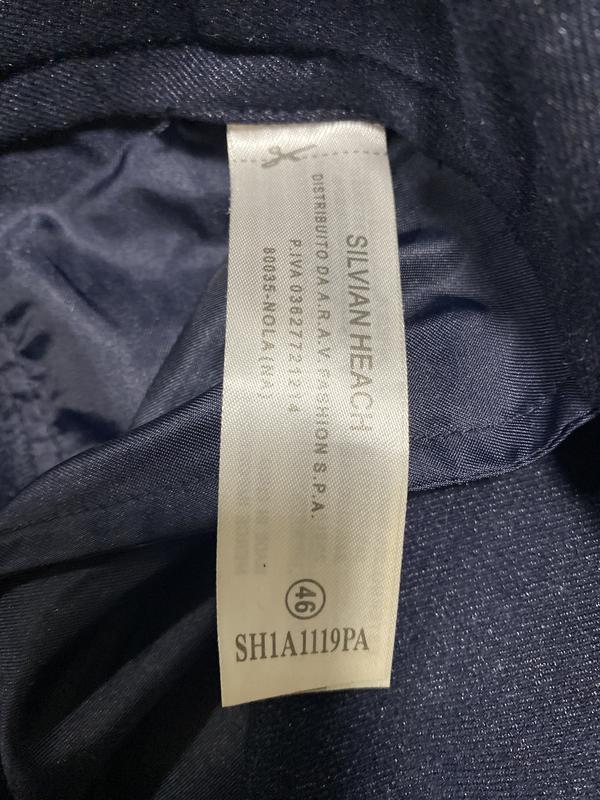 SILVIAN HEACH
DISTRIBUITO DA A.R.A.V FASHION S.P.A.
P.IVA 03627721214
80035-NOLA (NA)
46
SH1A1119PA